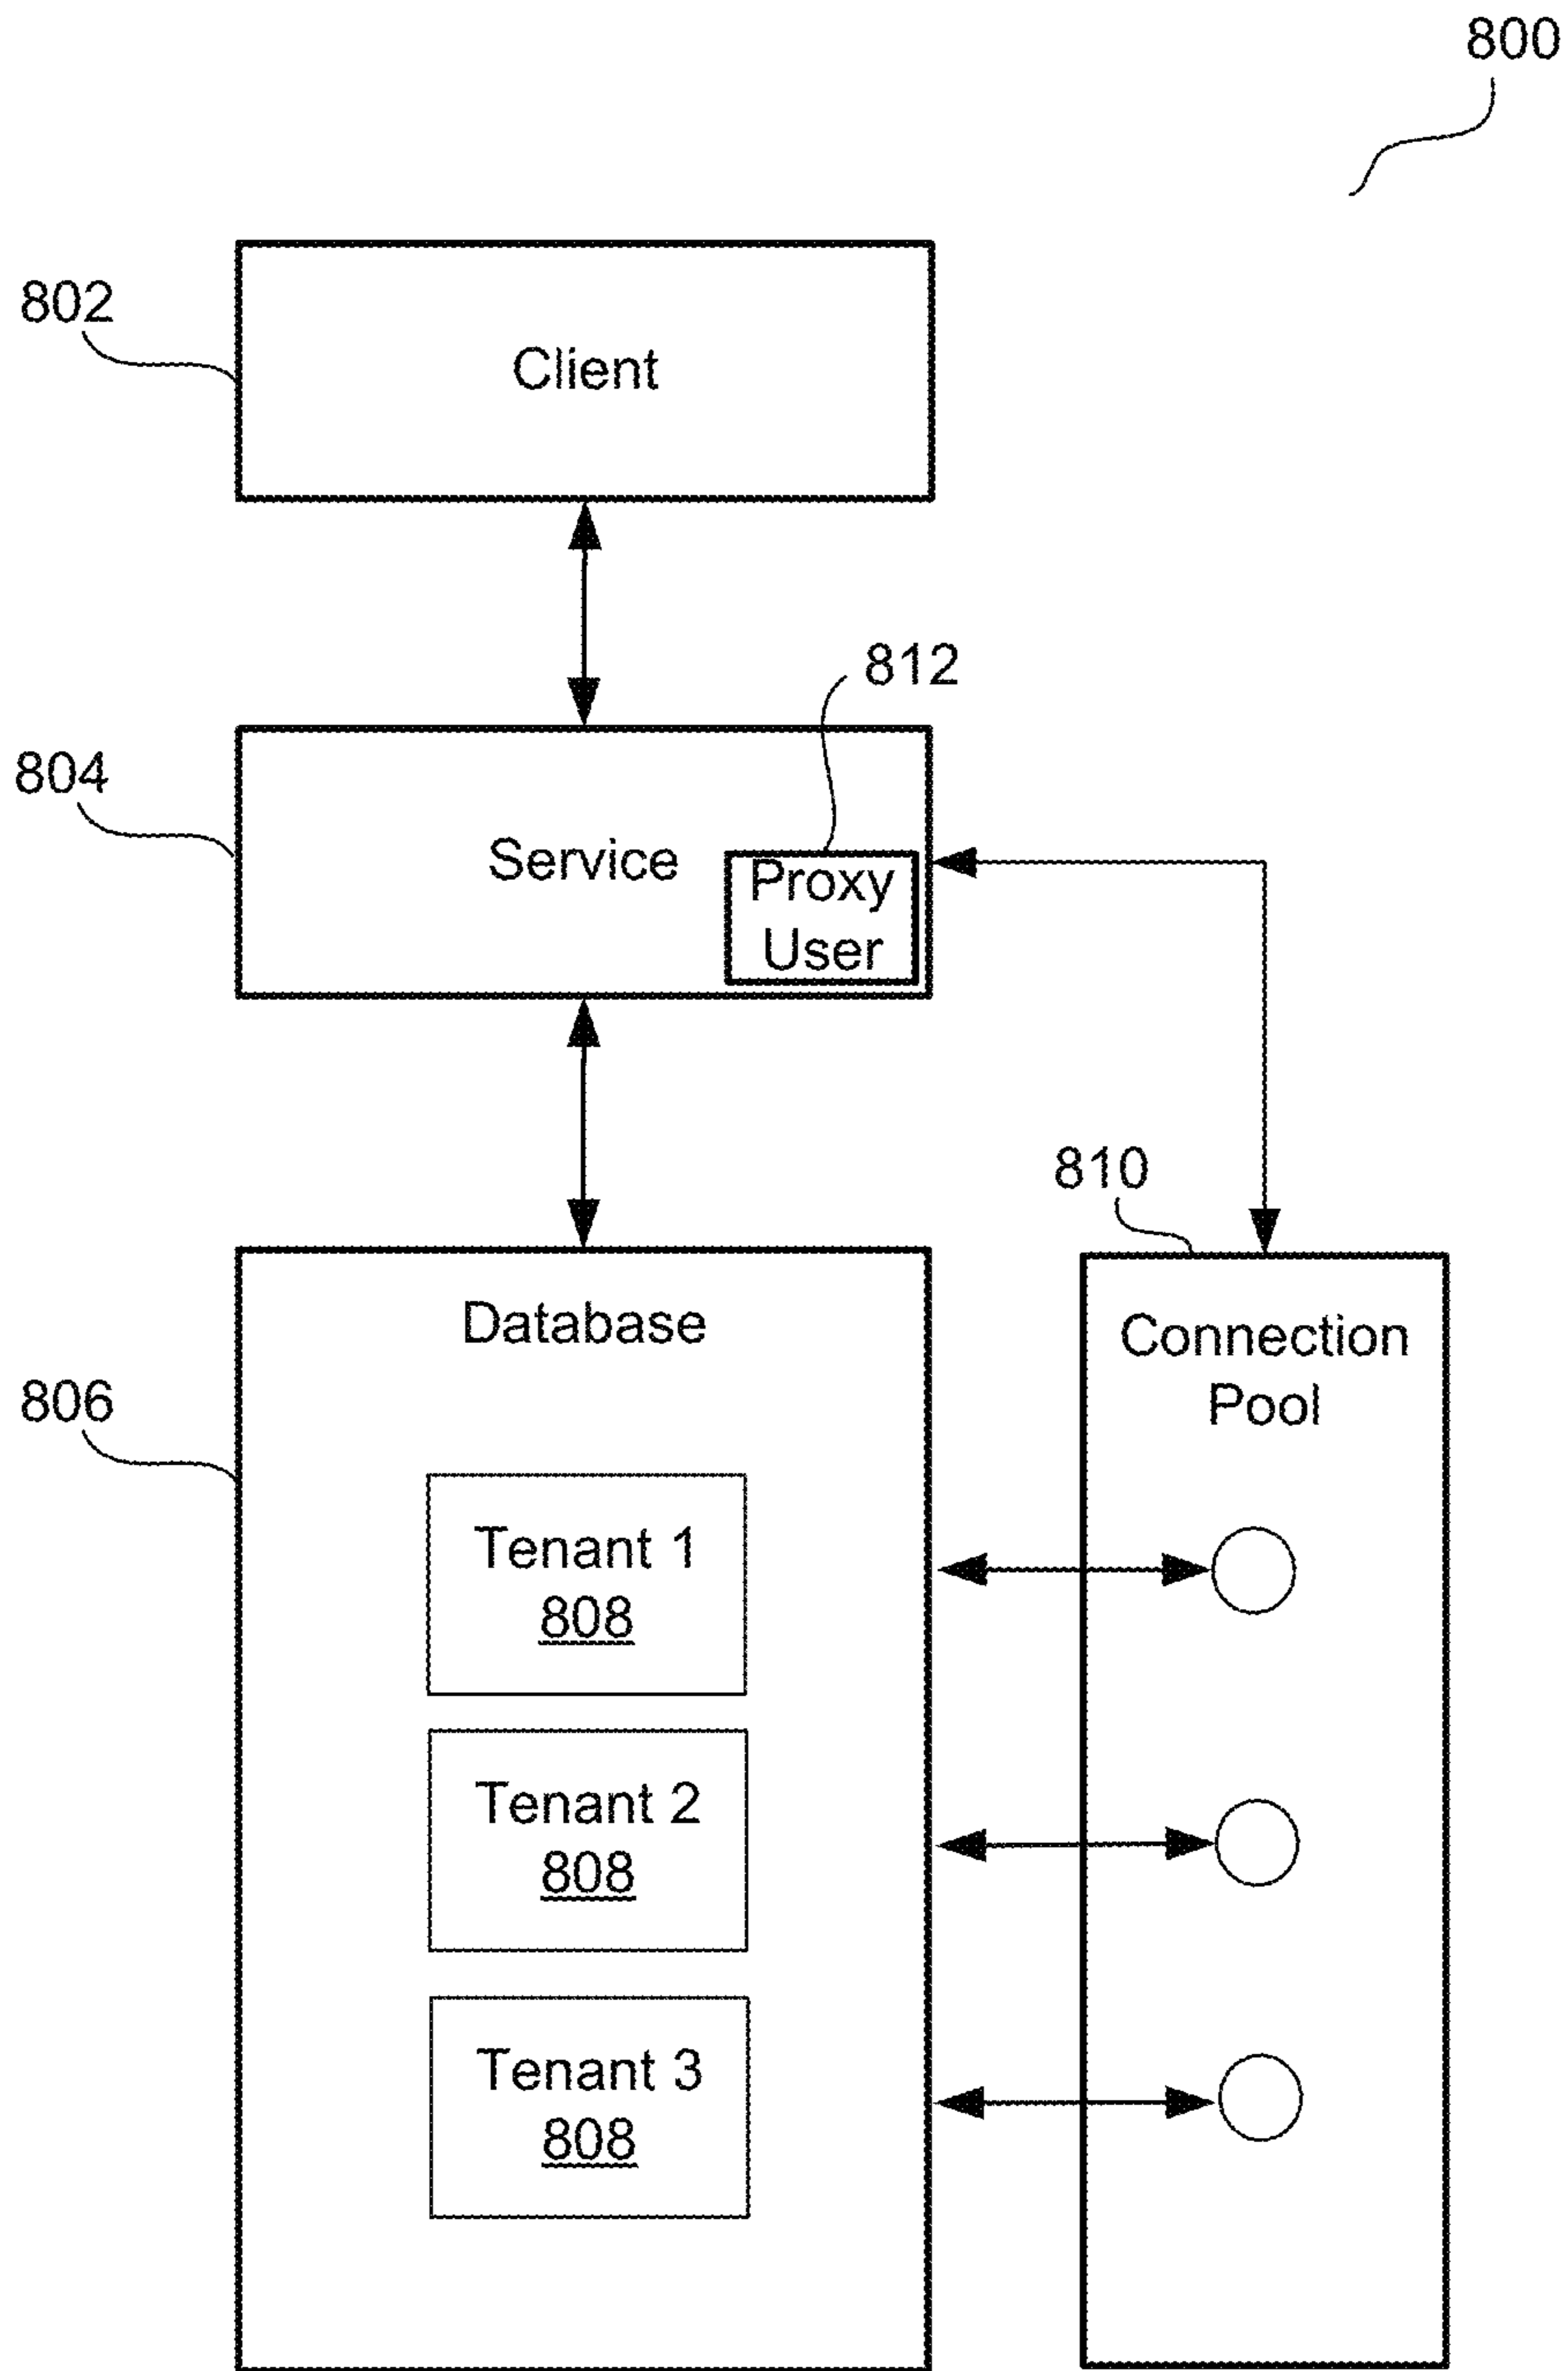 800
802
Client
812
804
Service
Proxy
User
810
Database
Connection
Pool
806
Tenant 1
808
Tenant 2
808
Tenant 3
808